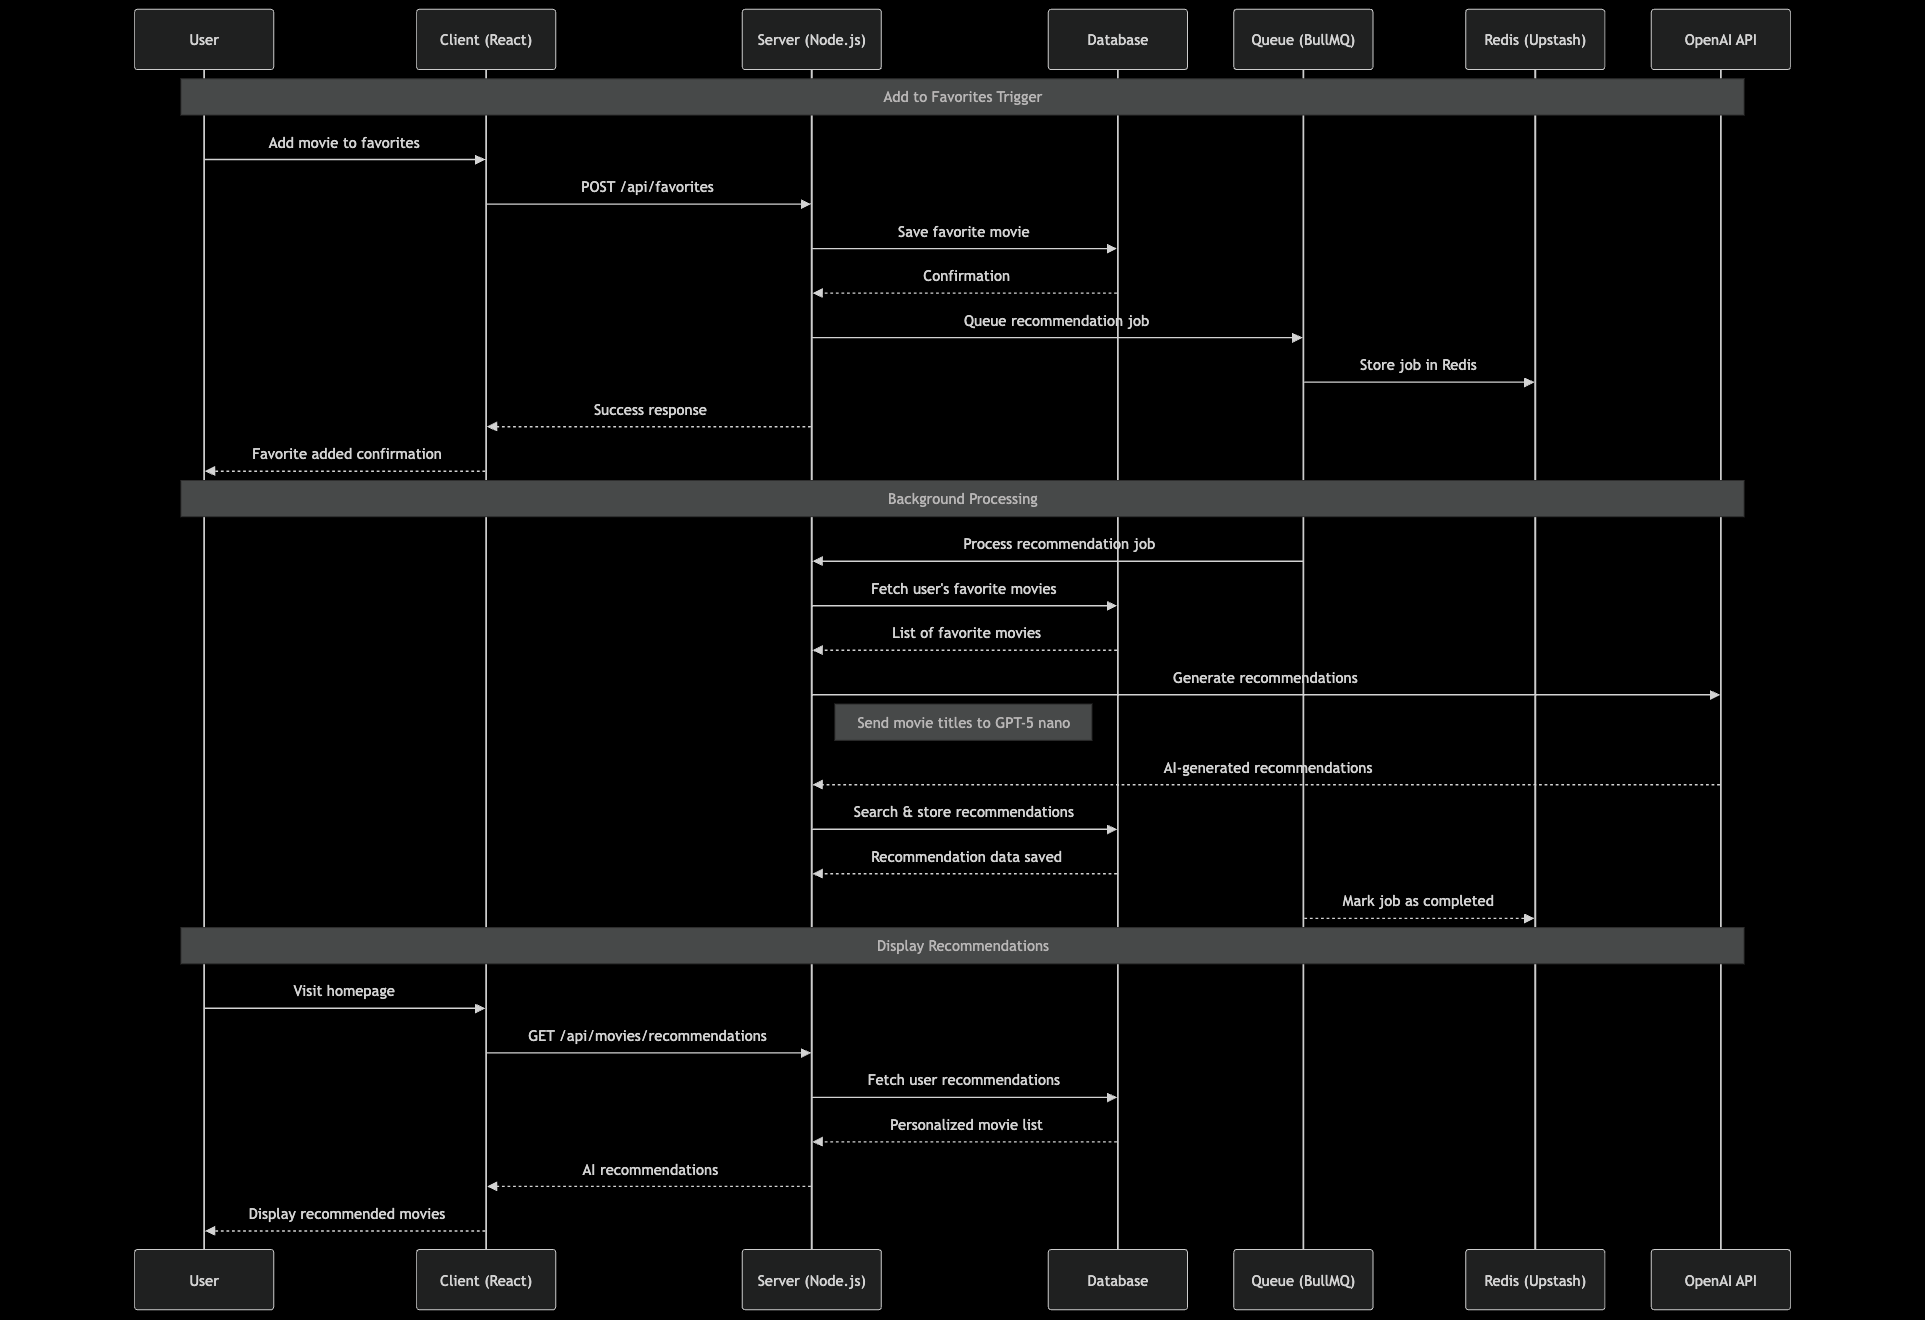 User
Client (React)
Server (Node.js)
Database
Queue (BullMQ)
Redis (Upstash)
OpenAI API
Add to Favorites Trigger
Add movie to favorites
POST /api/favorites
Save favorite movie
Confirmation
Queue recommendation job
Store job in Redis
Success response
Favorite added confirmation
Background Processing
Process recommendation job
Fetch user's favorite movies
List of favorite movies
Generate recommendations
Send movie titles to GPT-5 nano
AI-generated recommendations
Search & store recommendations
Recommendation data saved
Mark job as completed
Display Recommendations
Visit homepage
GET /api/movies/recommendations
Fetch user recommendations
Personalized movie list
AI recommendations
Display recommended movies
User
Client (React)
Server (Node.js)
Database
Queue (BullMQ)
Redis (Upstash)
OpenAI API